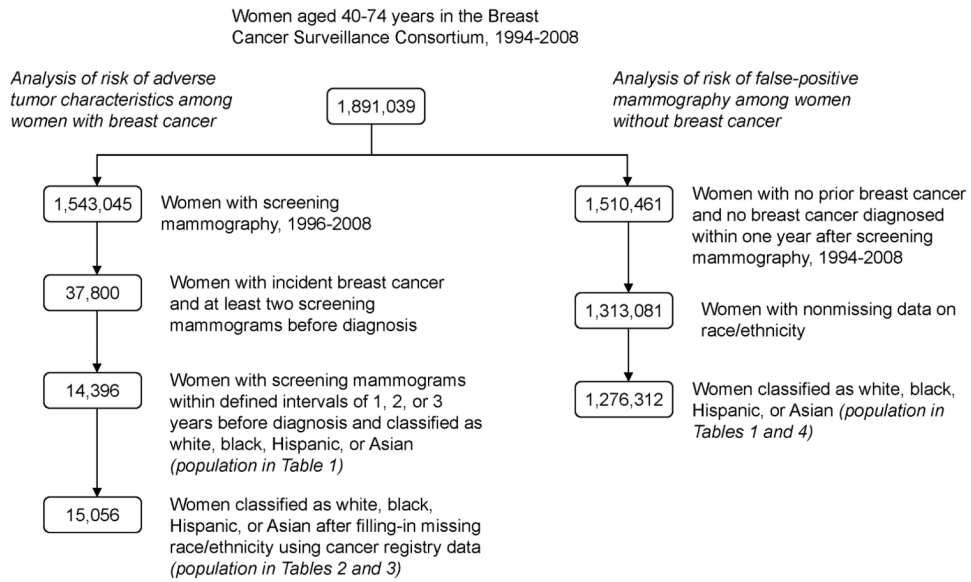 Women aged 40-74 years in the Breast
Cancer Surveillance Consortium, 1994-2008
Analysis of risk of adverse
tumor characteristics among
women with breast cancer
1,891,039
Analysis of risk of false-positive
mammography among women
without breast cancer
1,543,045
Women with screening
mammography, 1996-2008
37,800
Women with incident breast cancer
and at least two screening
mammograms before diagnosis
14,396
Women with screening mammograms
within defined intervals of 1, 2, or 3
years before diagnosis and classified as
white, black, Hispanic, or Asian
(population in Table 1)
15,056
Women classified as white, black,
Hispanic, or Asian after filling-in missing
race/ethnicity using cancer registry data
(population in Tables 2 and 3)
1,510,461
Women with no prior breast cancer
and no breast cancer diagnosed
within one year after screening
mammography, 1994-2008
1,313,081
Women with nonmissing data on
race/ethnicity
1,276,312
Women classified as white, black,
Hispanic, or Asian (population in
Tables 1 and 4)